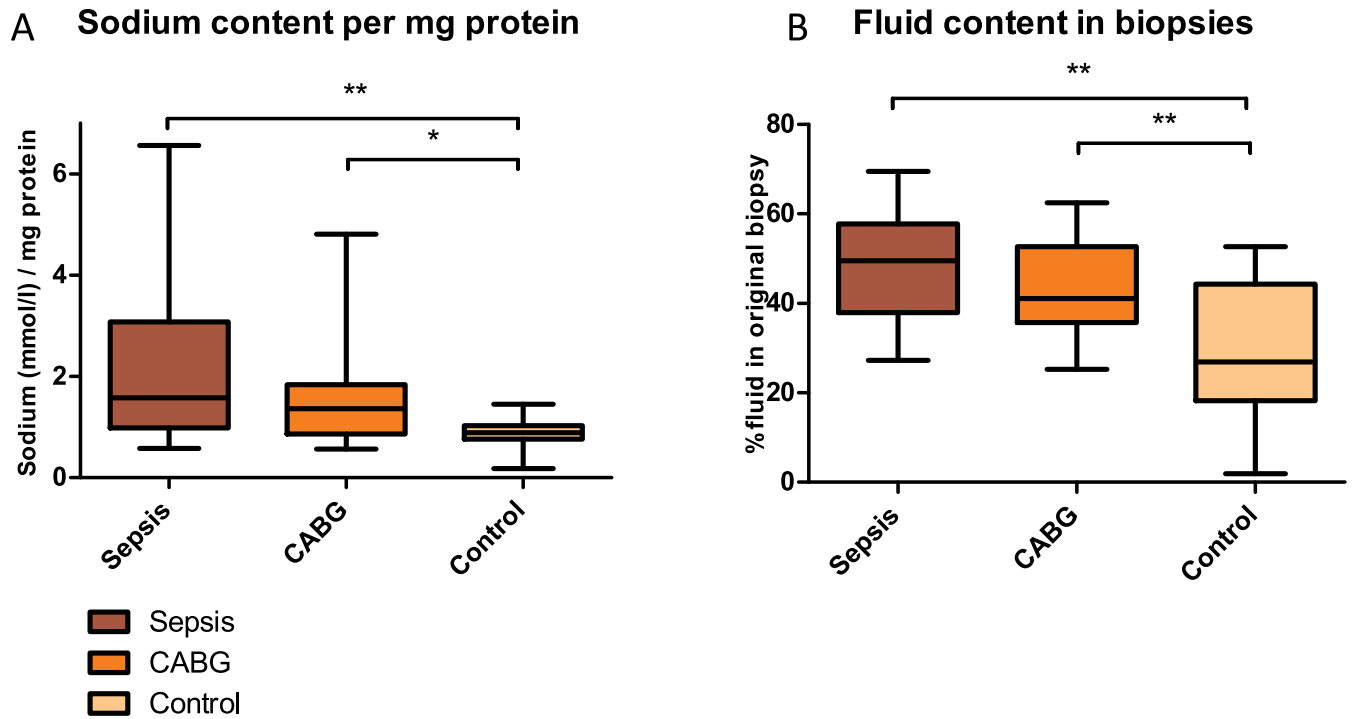 A Sodium content per mg protein
**
*
Sodium (mmol/l) / mg protein
6
4
2
0
Sepsis
CABG
Control
Sepsis
CABG
Control
B Fluid content in biopsies
**
**
%fluid in original biopsy
80
60
40
20
0
Sepsis
CABG
Control